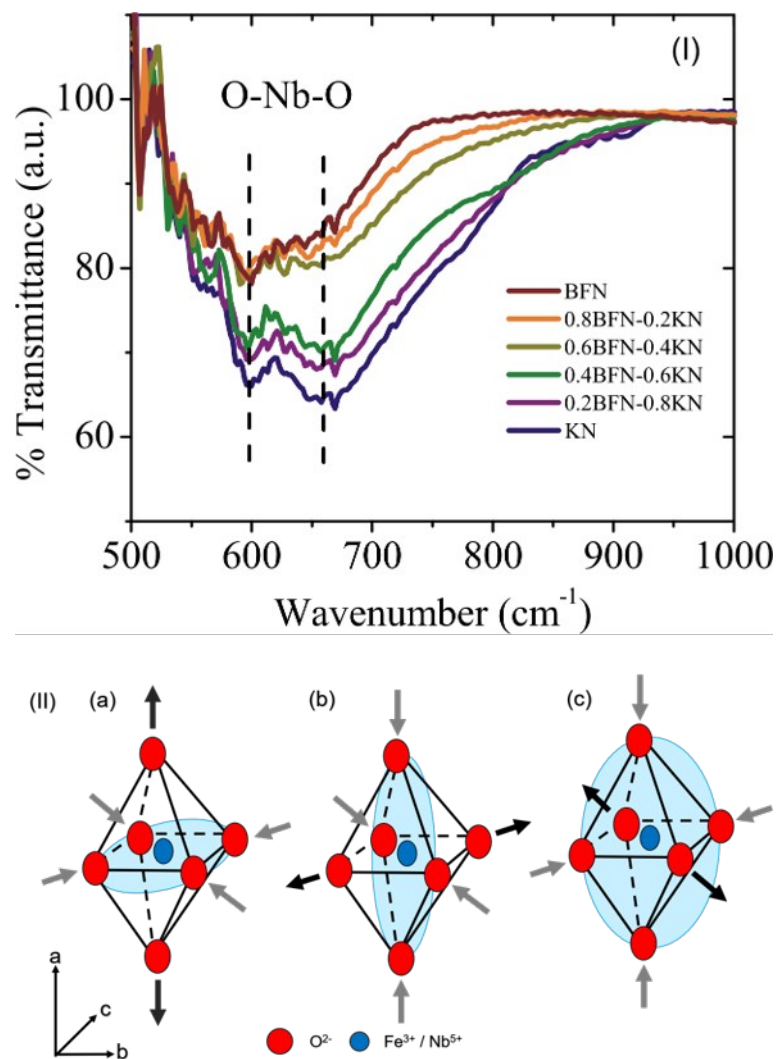 (I)
O-Nb-O
% Transmittance (a.u.)
100
80
60
BFN
0.8BFN-0.2KN
0.6BFN-0.4KN
0.4BFN-0.6KN
0.2BFN-0.8KN
KN
500 600 700 800 900 1000
Wavenumber (cm⁻¹)
(II) (a) (b) (c)
a
c
b
O²⁻ Fe³⁺ / Nb⁵⁺